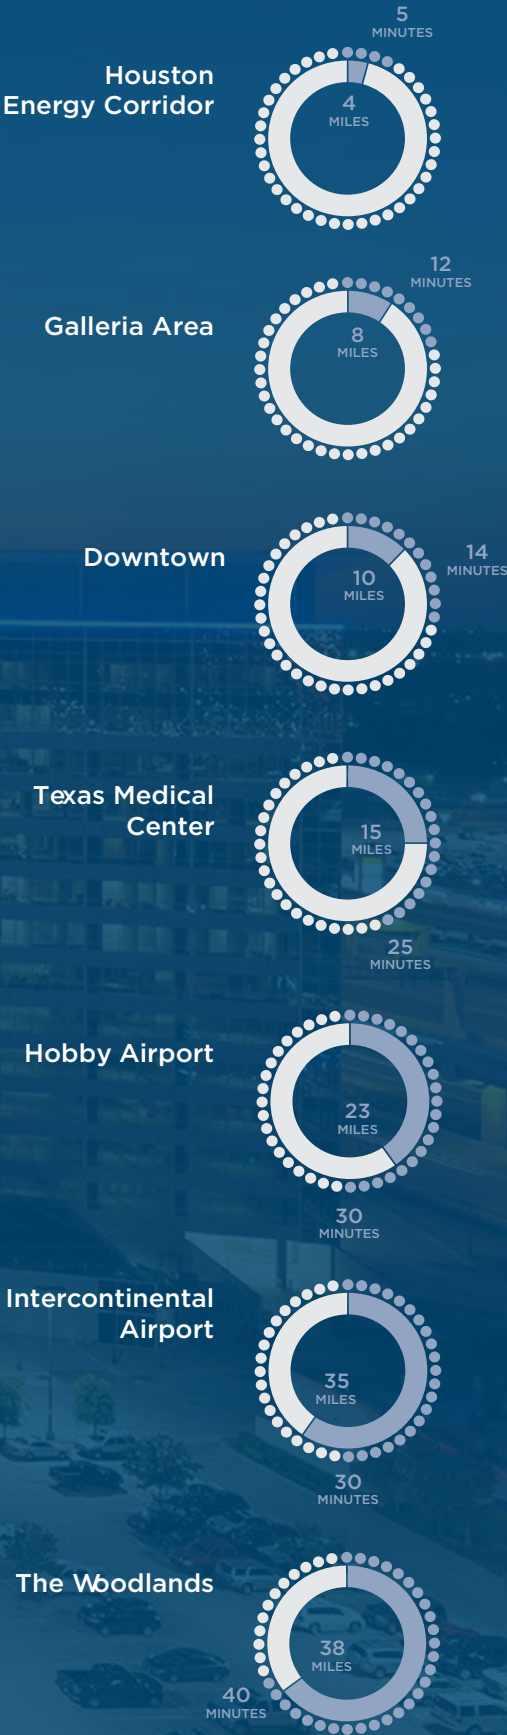 Houston
Energy Corridor
5
MINUTES
4
MILES
Galleria Area
12
MINUTES
8
MILES
Downtown
14
MINUTES
10
MILES
Texas Medical
Center
15
MILES
25
MINUTES
Hobby Airport
23
MILES
30
MINUTES
Intercontinental
Airport
35
MILES
30
MINUTES
The Woodlands
38
MILES
40
MINUTES